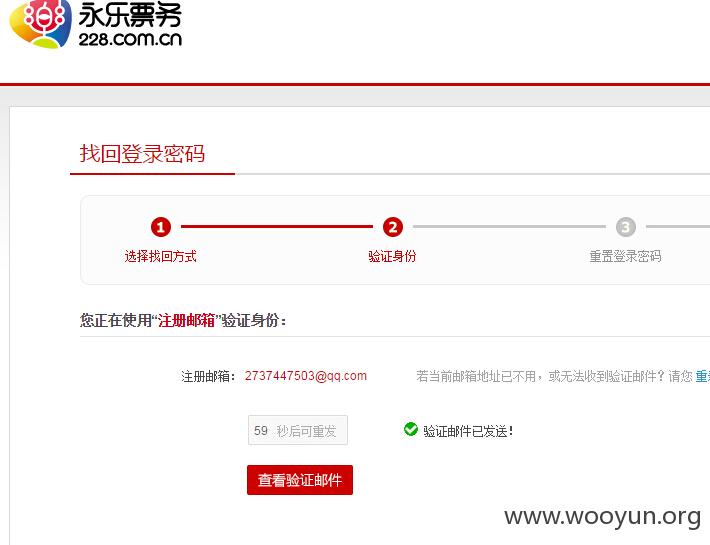 永乐票务
228.com.cn
找回登录密码
1 2 3
选择找回方式 验证身份 重置登录密码
您正在使用“注册邮箱”验证身份：
注册邮箱： 2737447503@qq.com 若当前邮箱地址已不用，或无法收到验证邮件？请您
59 秒后可重发 验证邮件已发送！
查看验证邮件
www.wooyun.org